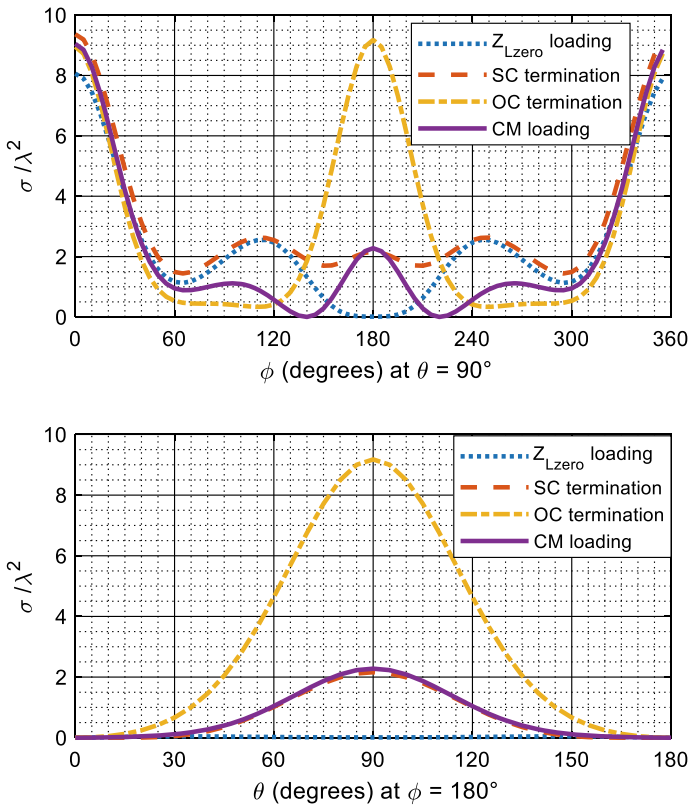 10
8
6
4
2
0
σ /λ²
Z_Lzero loading
SC termination
OC termination
CM loading
0 60 120 180 240 300 360
ϕ (degrees) at θ = 90°
10
8
6
4
2
0
σ /λ²
Z_Lzero loading
SC termination
OC termination
CM loading
0 30 60 90 120 150 180
θ (degrees) at ϕ = 180°